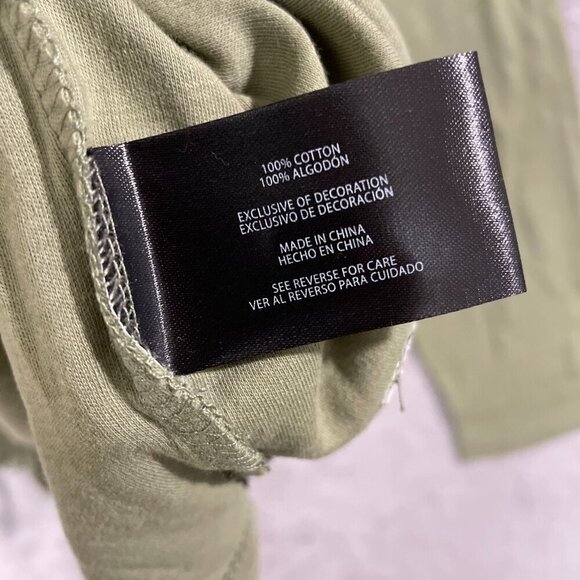 100% COTTON
100% ALGODÓN
EXCLUSIVE OF DECORATION
EXCLUSIVO DE DECORACIÓN
MADE IN CHINA
HECHO EN CHINA
SEE REVERSE FOR CARE
VER AL REVERSO PARA CUIDADO